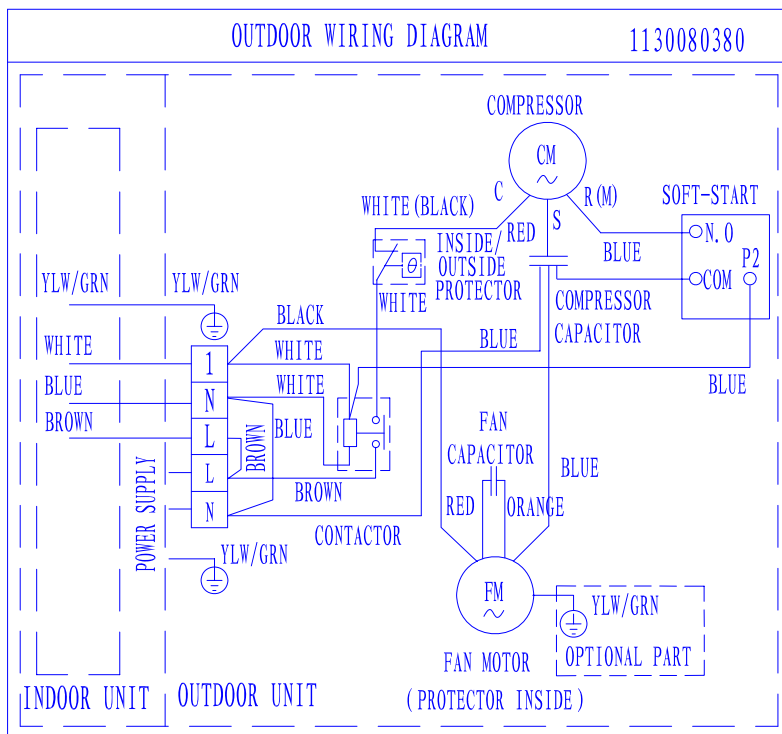 OUTDOOR WIRING DIAGRAM
1130080380
COMPRESSOR
CM
C
R(M)
SOFT-START
WHITE(BLACK)
S
RED
N.O
INSIDE/
OUTSIDE
PROTECTOR
BLUE
P2
θ
COM
YLW/GRN
YLW/GRN
WHITE
COMPRESSOR
CAPACITOR
BLACK
BLUE
WHITE
1
WHITE
BLUE
N
WHITE
BLUE
BROWN
L
BLUE
BROWN
FAN
CAPACITOR
L
BROWN
BLUE
POWER SUPPLY
N
RED
ORANGE
CONTACTOR
YLW/GRN
FM
YLW/GRN
FAN MOTOR
OPTIONAL PART
INDOOR UNIT
OUTDOOR UNIT
(PROTECTOR INSIDE)